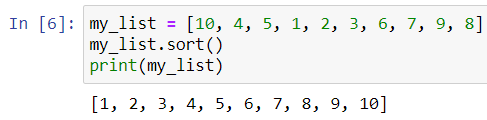 In [6]: my_list = [10, 4, 5, 1, 2, 3, 6, 7, 9, 8]
my_list.sort()
print(my_list)
[1, 2, 3, 4, 5, 6, 7, 8, 9, 10]